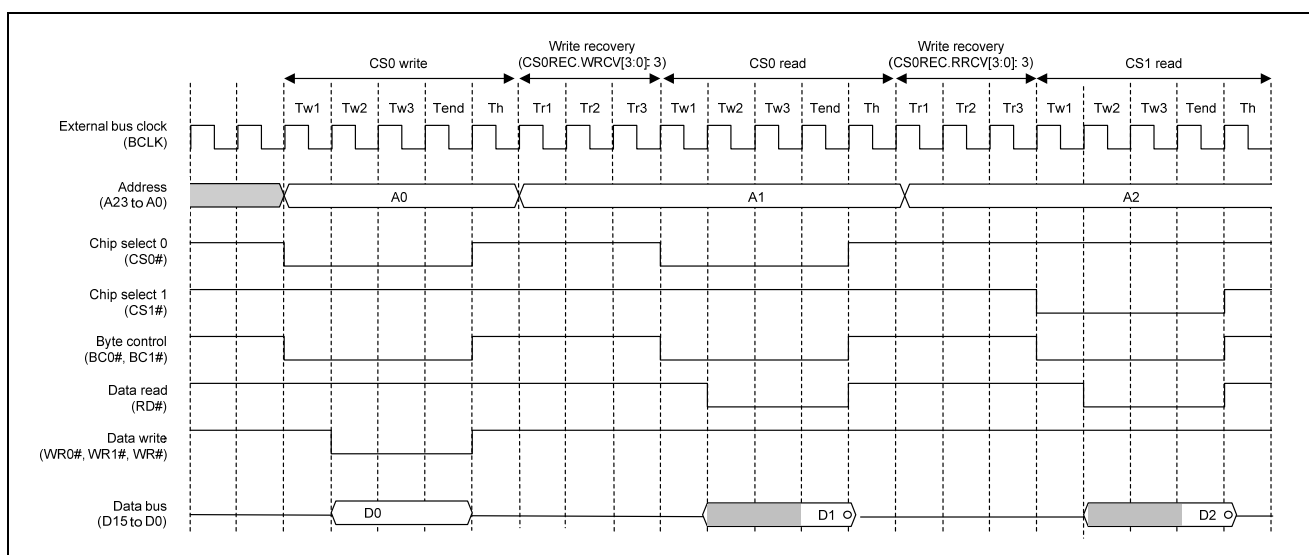 Write recovery
(CS0REC.WRCV[3:0]: 3)
Write recovery
(CS0REC.RRCV[3:0]: 3)
CS0 write
CS0 read
CS1 read
Tw1 Tw2 Tw3 Tend Th Tr1 Tr2 Tr3 Tw1 Tw2 Tw3 Tend Th Tr1 Tr2 Tr3 Tw1 Tw2 Tw3 Tend Th
External bus clock
(BCLK)
Address
(A23 to A0)
A0 A1 A2
Chip select 0
(CS0#)
Chip select 1
(CS1#)
Byte control
(BC0#, BC1#)
Data read
(RD#)
Data write
(WR0#, WR1#, WR#)
Data bus
(D15 to D0)
D0 D1 D2